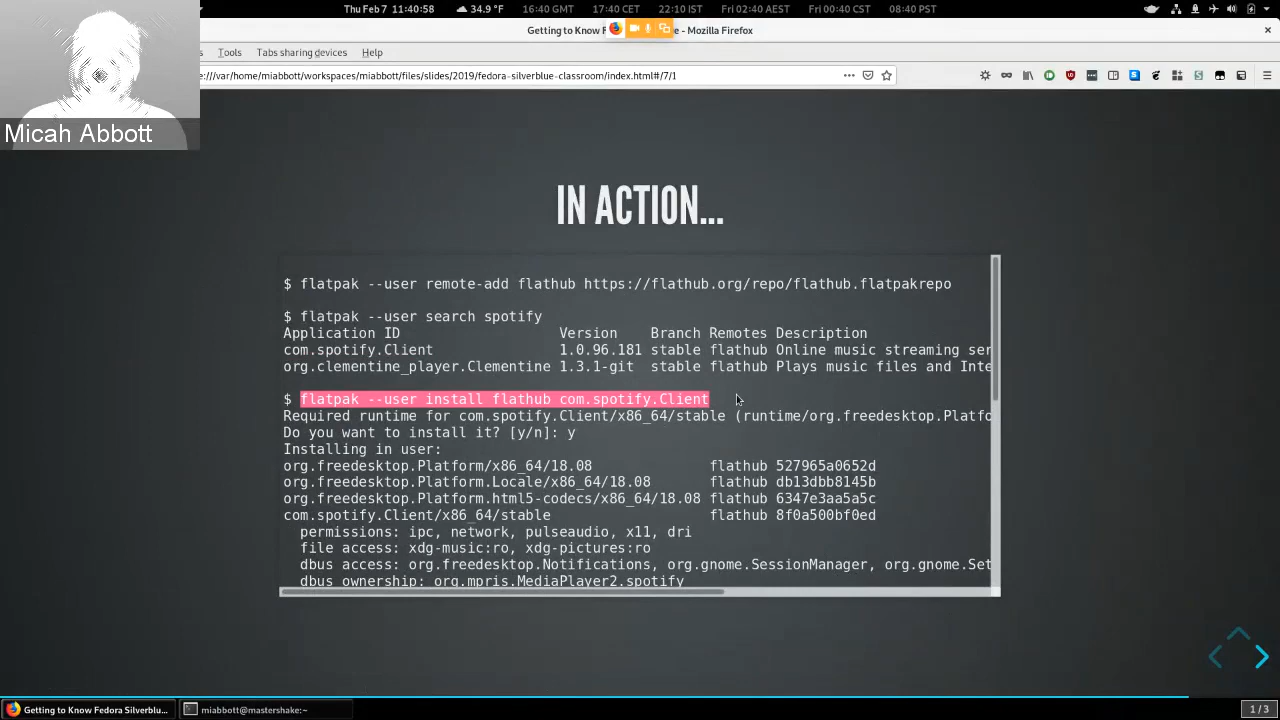 Thu Feb 7 11:40:58 34.9 °F 16:40 GMT 17:40 CET 22:10 IST Fri 02:40 AEST Fri 00:40 CST 08:40 PST
Getting to Know F e - Mozilla Firefox
s Tools Tabs sharing devices Help
e:///var/home/miabbott/workspaces/miabbott/files/slides/2019/fedora-silverblue-classroom/index.html#/7/1
Micah Abbott
IN ACTION...
$ flatpak --user remote-add flathub https://flathub.org/repo/flathub.flatpakrepo
$ flatpak --user search spotify
Application ID Version Branch Remotes Description
com.spotify.Client 1.0.96.181 stable flathub Online music streaming ser
org.clementine_player.Clementine 1.3.1-git stable flathub Plays music files and Inte
$ flatpak --user install flathub com.spotify.Client
Required runtime for com.spotify.Client/x86_64/stable (runtime/org.freedesktop.Platfo
Do you want to install it? [y/n]: y
Installing in user:
org.freedesktop.Platform/x86_64/18.08 flathub 527965a0652d
org.freedesktop.Platform.Locale/x86_64/18.08 flathub db13dbb8145b
org.freedesktop.Platform.html5-codecs/x86_64/18.08 flathub 6347e3aa5a5c
com.spotify.Client/x86_64/stable flathub 8f0a500bf0ed
permissions: ipc, network, pulseaudio, x11, dri
file access: xdg-music:ro, xdg-pictures:ro
dbus access: org.freedesktop.Notifications, org.gnome.SessionManager, org.gnome.Set
dbus ownership: org.mpris.MediaPlayer2.spotify
Getting to Know Fedora Silverblu... miabbott@mastershake:~ 1 / 3